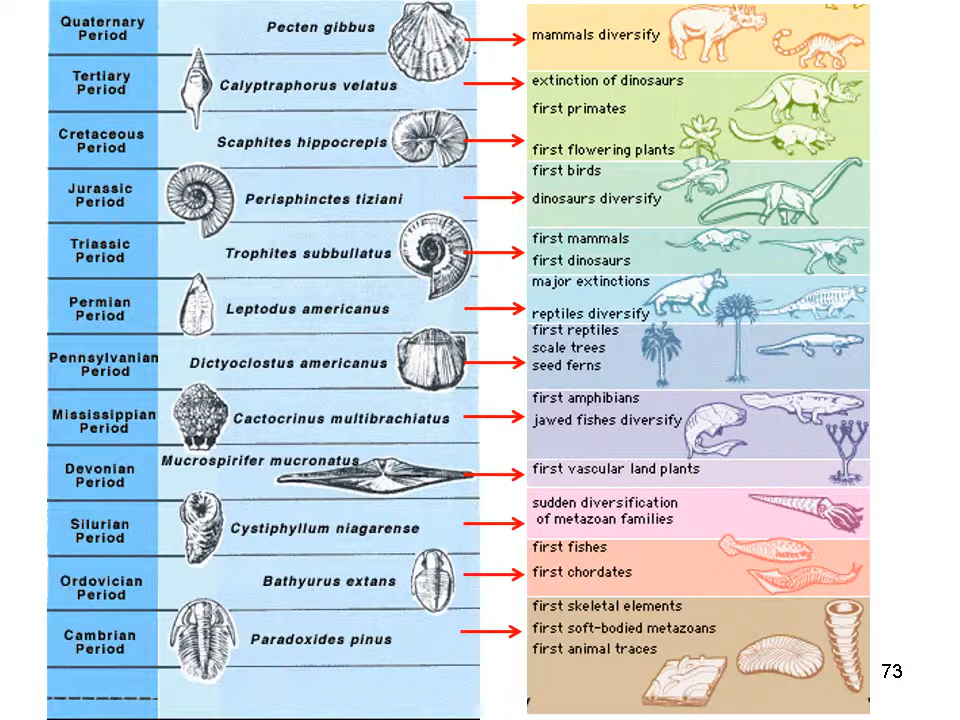 Quaternary
Period
Pecten gibbus
mammals diversify
Tertiary
Period
Calyptraphorus velatus
extinction of dinosaurs
first primates
Cretaceous
Period
Scaphites hippocrepis
first flowering plants
Jurassic
Period
Perisphinctes tiziani
first birds
dinosaurs diversify
Triassic
Period
Trophites subbullatus
first mammals
first dinosaurs
Permian
Period
Leptodus americanus
major extinctions
reptiles diversify
Pennsylvanian
Period
Dictyoclostus americanus
first reptiles
scale trees
seed ferns
Mississippian
Period
Cactocrinus multibrachiatus
first amphibians
jawed fishes diversify
Devonian
Period
Mucrospirifer mucronatus
first vascular land plants
Silurian
Period
Cystiphyllum niagarense
sudden diversification
of metazoan families
Ordovician
Period
Bathyurus extans
first fishes
first chordates
Cambrian
Period
Paradoxides pinus
first skeletal elements
first soft-bodied metazoans
first animal traces
73